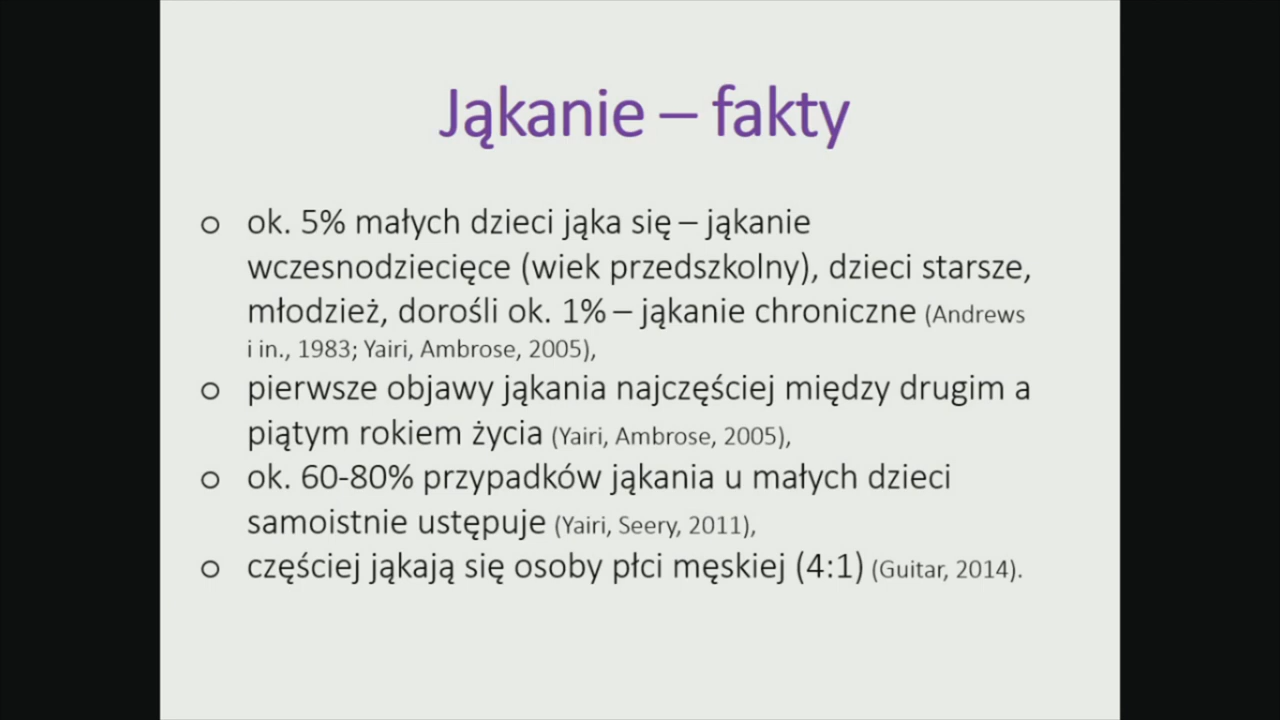 Jąkanie – fakty
o ok. 5% małych dzieci jąka się – jąkanie
wczesnodziecięce (wiek przedszkolny), dzieci starsze,
młodzież, dorośli ok. 1% – jąkanie chroniczne (Andrews
i in., 1983; Yairi, Ambrose, 2005),
o pierwsze objawy jąkania najczęściej między drugim a
piątym rokiem życia (Yairi, Ambrose, 2005),
o ok. 60-80% przypadków jąkania u małych dzieci
samoistnie ustępuje (Yairi, Seery, 2011),
o częściej jąkają się osoby płci męskiej (4:1) (Guitar, 2014).